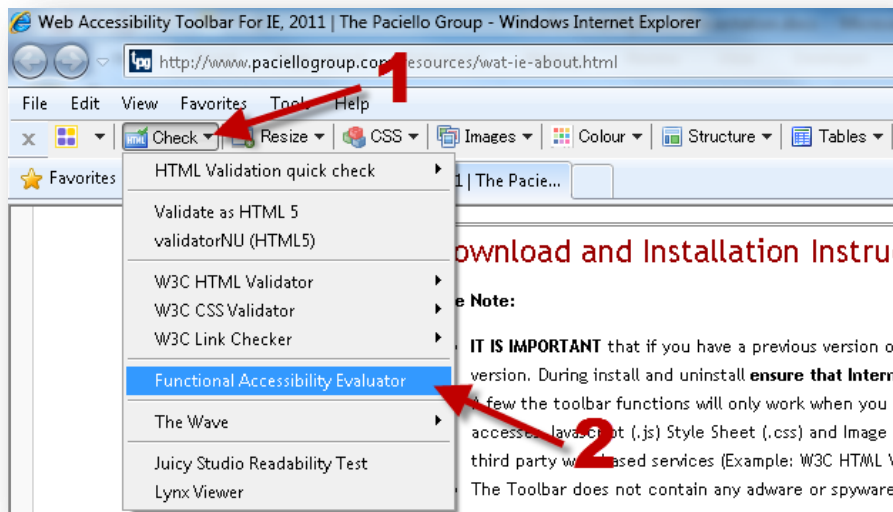 Web Accessibility Toolbar For IE, 2011 | The Paciello Group - Windows Internet Explorer
tpg http://www.paciellogroup.com resources/wat-ie-about.html
1
File Edit View Favorites Tools Help
x Check Resize CSS Images Colour Structure Tables
Favorites 1 | The Pacie...
HTML Validation quick check
Validate as HTML 5
validatorNU (HTML5)
W3C HTML Validator
W3C CSS Validator
W3C Link Checker
Functional Accessibility Evaluator
The Wave
Juicy Studio Readability Test
Lynx Viewer
2
ownload and Installation Instru
e Note:
IT IS IMPORTANT that if you have a previous version o
version. During install and uninstall ensure that Intern
A few the toolbar functions will only work when you
accesses Javascript (.js) Style Sheet (.css) and Image
third party w ased services (Example: W3C HTML V
The Toolbar does not contain any adware or spyware